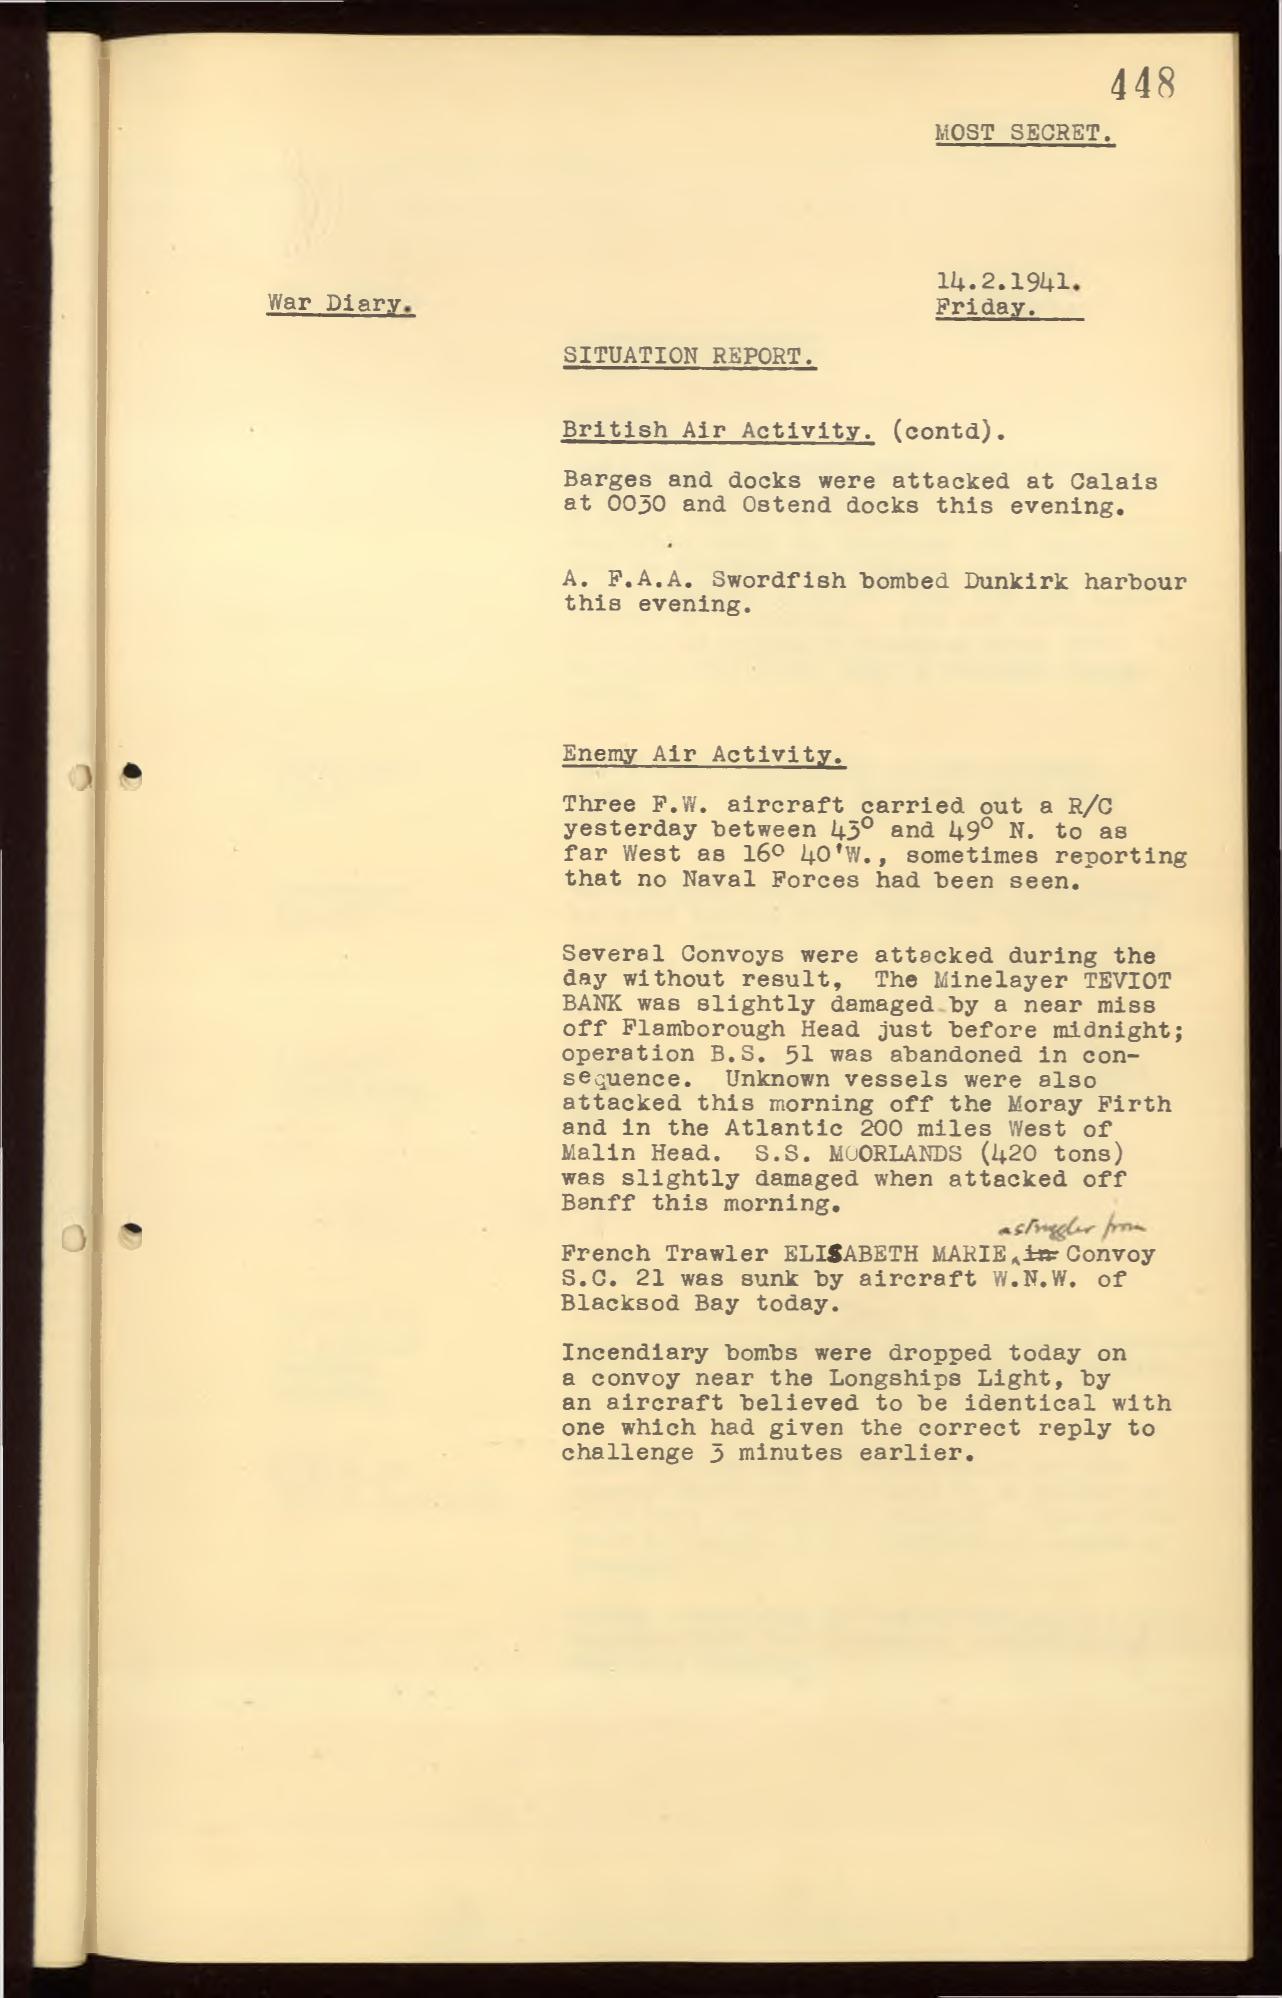 448
MOST SECRET.
14.2.1941.
War Diary.
Friday.
SITUATION REPORT.
British Air Activity. (contd).
Barges and docks were attacked at Calais
at 0030 and Ostend docks this evening.
A. F.A.A. Swordfish bombed Dunkirk harbour
this evening.
Enemy Air Activity.
Three F.W. aircraft carried out a R/C
yesterday between 43° and 49° N. to as
far West as 16° 40'W., sometimes reporting
that no Naval Forces had been seen.
Several Convoys were attacked during the
day without result, The Minelayer TEVIOT
BANK was slightly damaged by a near miss
off Flamborough Head just before midnight;
operation B.S. 51 was abandoned in con-
sequence. Unknown vessels were also
attacked this morning off the Moray Firth
and in the Atlantic 200 miles West of
Malin Head. S.S. MOORLANDS (420 tons)
was slightly damaged when attacked off
Banff this morning.
a straggler from
French Trawler ELISABETH MARIE, in Convoy
S.C. 21 was sunk by aircraft W.N.W. of
Blacksod Bay today.
Incendiary bombs were dropped today on
a convoy near the Longships Light, by
an aircraft believed to be identical with
one which had given the correct reply to
challenge 3 minutes earlier.